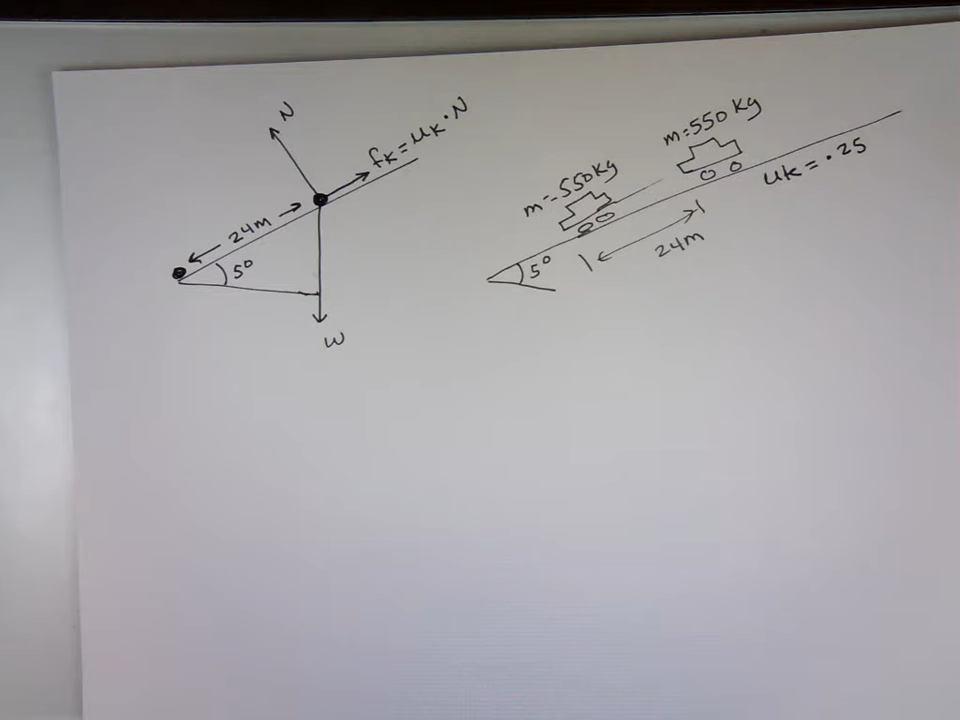 N
fK = uK · N
24m
5°
W
m = 550 kg
m = 550 kg
uK = .25
24m
5°